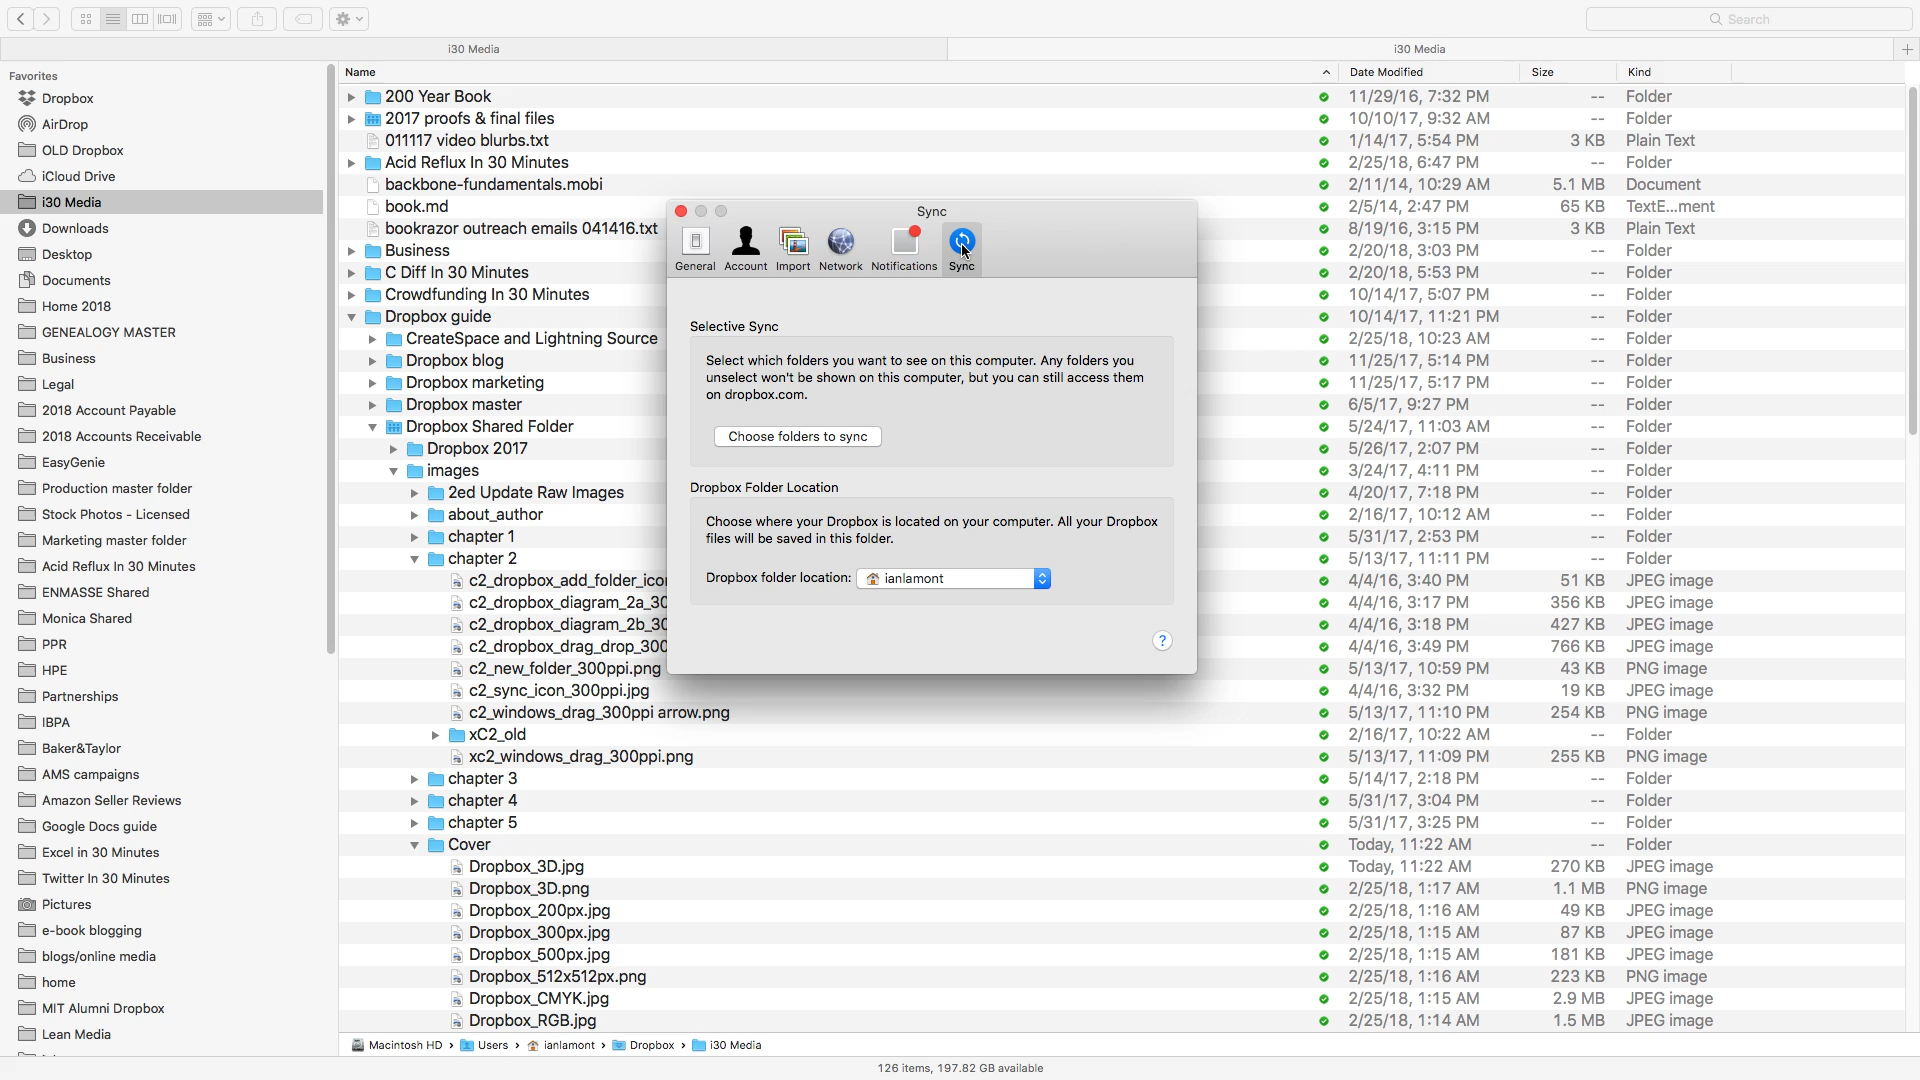 Search
i30 Media
i30 Media
Favorites
Dropbox
AirDrop
OLD Dropbox
iCloud Drive
i30 Media
Downloads
Desktop
Documents
Home 2018
GENEALOGY MASTER
Business
Legal
2018 Account Payable
2018 Accounts Receivable
EasyGenie
Production master folder
Stock Photos - Licensed
Marketing master folder
Acid Reflux In 30 Minutes
ENMASSE Shared
Monica Shared
PPR
HPE
Partnerships
IBPA
Baker&Taylor
AMS campaigns
Amazon Seller Reviews
Google Docs guide
Excel in 30 Minutes
Twitter In 30 Minutes
Pictures
e-book blogging
blogs/online media
home
MIT Alumni Dropbox
Lean Media
Name Date Modified Size Kind
200 Year Book 11/29/16, 7:32 PM -- Folder
2017 proofs & final files 10/10/17, 9:32 AM -- Folder
011117 video blurbs.txt 1/14/17, 5:54 PM 3 KB Plain Text
Acid Reflux In 30 Minutes 2/25/18, 6:47 PM -- Folder
backbone-fundamentals.mobi 2/11/14, 10:29 AM 5.1 MB Document
book.md 2/5/14, 2:47 PM 65 KB TextE...ment
bookrazor outreach emails 041416.txt 8/19/16, 3:15 PM 3 KB Plain Text
Business 2/20/18, 3:03 PM -- Folder
C Diff In 30 Minutes 2/20/18, 5:53 PM -- Folder
Crowdfunding In 30 Minutes 10/14/17, 5:07 PM -- Folder
Dropbox guide 10/14/17, 11:21 PM -- Folder
CreateSpace and Lightning Source 2/25/18, 10:23 AM -- Folder
Dropbox blog 11/25/17, 5:14 PM -- Folder
Dropbox marketing 11/25/17, 5:17 PM -- Folder
Dropbox master 6/5/17, 9:27 PM -- Folder
Dropbox Shared Folder 5/24/17, 11:03 AM -- Folder
Dropbox 2017 5/26/17, 2:07 PM -- Folder
images 3/24/17, 4:11 PM -- Folder
2ed Update Raw Images 4/20/17, 7:18 PM -- Folder
about_author 2/16/17, 10:12 AM -- Folder
chapter 1 5/31/17, 2:53 PM -- Folder
chapter 2 5/13/17, 11:11 PM -- Folder
c2_dropbox_add_folder_icon 4/4/16, 3:40 PM 51 KB JPEG image
c2_dropbox_diagram_2a_30 4/4/16, 3:17 PM 356 KB JPEG image
c2_dropbox_diagram_2b_30 4/4/16, 3:18 PM 427 KB JPEG image
c2_dropbox_drag_drop_300 4/4/16, 3:49 PM 766 KB JPEG image
c2_new_folder_300ppi.png 5/13/17, 10:59 PM 43 KB PNG image
c2_sync_icon_300ppi.jpg 4/4/16, 3:32 PM 19 KB JPEG image
c2_windows_drag_300ppi arrow.png 5/13/17, 11:10 PM 254 KB PNG image
xC2_old 2/16/17, 10:22 AM -- Folder
xc2_windows_drag_300ppi.png 5/13/17, 11:09 PM 255 KB PNG image
chapter 3 5/14/17, 2:18 PM -- Folder
chapter 4 5/31/17, 3:04 PM -- Folder
chapter 5 5/31/17, 3:25 PM -- Folder
Cover Today, 11:22 AM -- Folder
Dropbox_3D.jpg Today, 11:22 AM 270 KB JPEG image
Dropbox_3D.png 2/25/18, 1:17 AM 1.1 MB PNG image
Dropbox_200px.jpg 2/25/18, 1:16 AM 49 KB JPEG image
Dropbox_300px.jpg 2/25/18, 1:15 AM 87 KB JPEG image
Dropbox_500px.jpg 2/25/18, 1:15 AM 181 KB JPEG image
Dropbox_512x512px.png 2/25/18, 1:16 AM 223 KB PNG image
Dropbox_CMYK.jpg 2/25/18, 1:15 AM 2.9 MB JPEG image
Dropbox_RGB.jpg 2/25/18, 1:14 AM 1.5 MB JPEG image
Sync
General Account Import Network Notifications Sync
Selective Sync
Select which folders you want to see on this computer. Any folders you
unselect won't be shown on this computer, but you can still access them
on dropbox.com.
Choose folders to sync
Dropbox Folder Location
Choose where your Dropbox is located on your computer. All your Dropbox
files will be saved in this folder.
Dropbox folder location: ianlamont
?
Macintosh HD › Users › ianlamont › Dropbox › i30 Media
126 items, 197.82 GB available